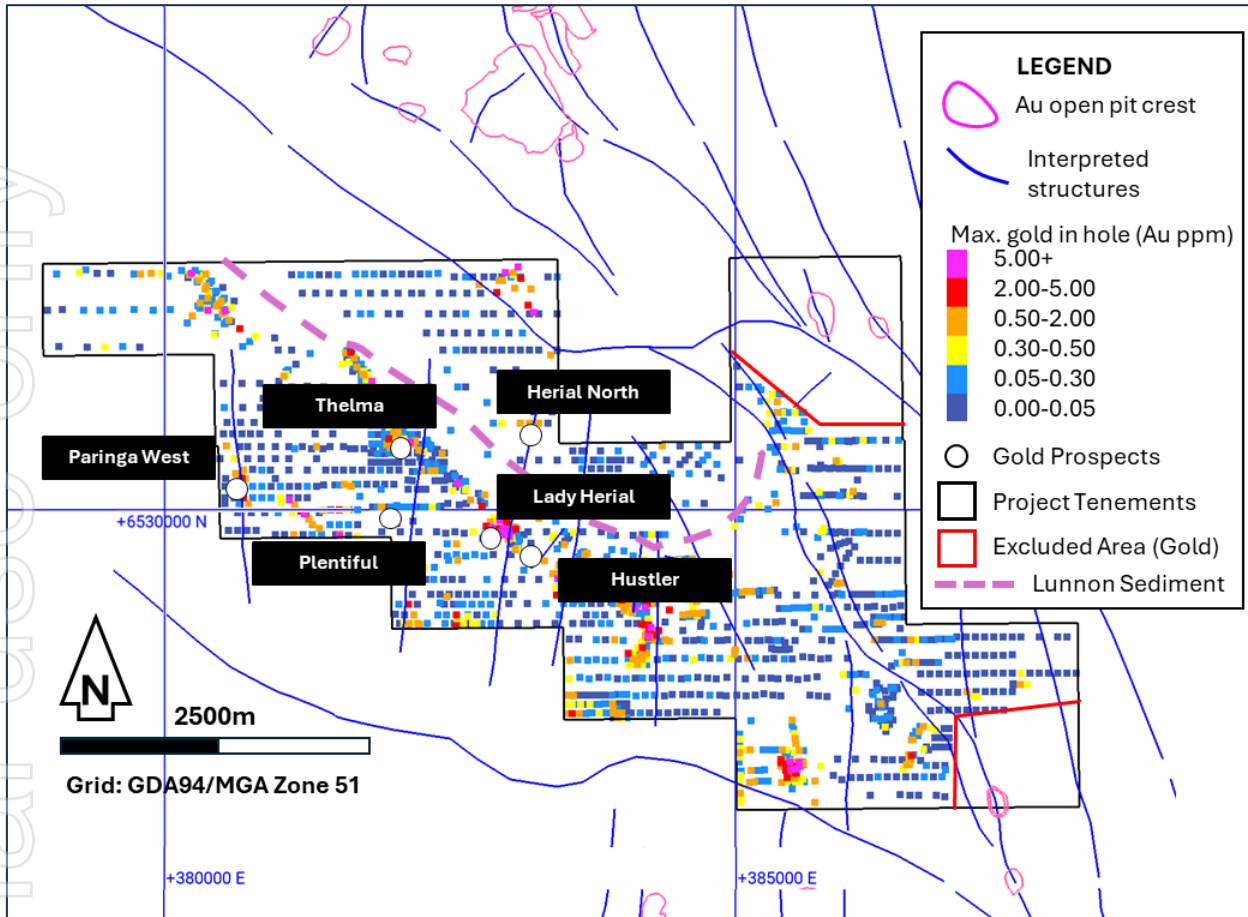 LEGEND
Au open pit crest
Interpreted
structures
Max. gold in hole (Au ppm)
5.00+
2.00-5.00
0.50-2.00
0.30-0.50
0.05-0.30
0.00-0.05
Gold Prospects
Project Tenements
Excluded Area (Gold)
Lunnon Sediment
Herial North
Thelma
Paringa West
Lady Herial
+6530000 N
Plentiful
Hustler
N
2500m
Grid: GDA94/MGA Zone 51
+380000 E
+385000 E